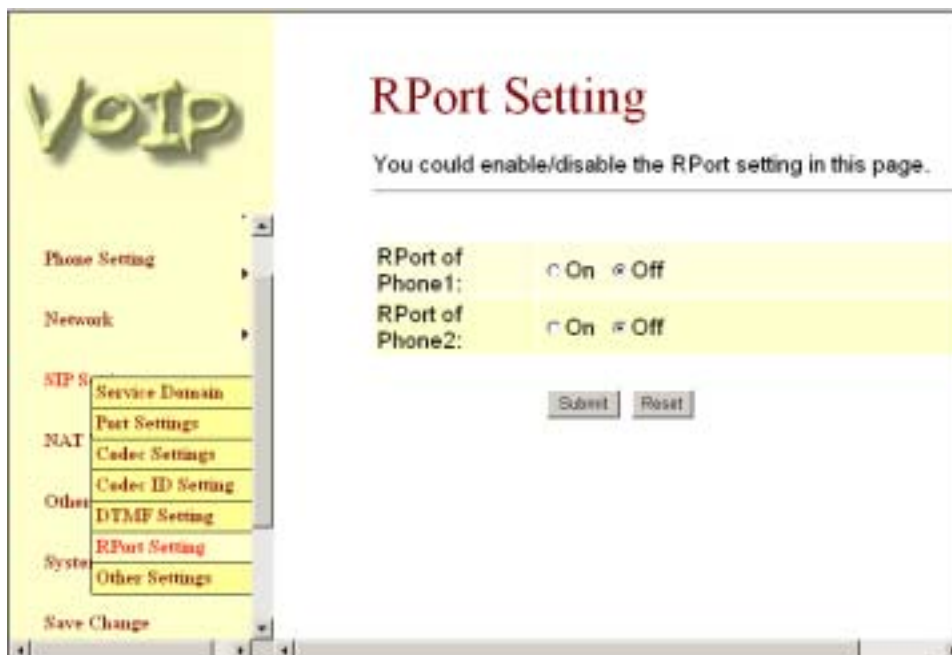 VOIP
Phone Setting
Network
SIP S
Service Domain
Port Settings
NAT
Codec Settings
Codec ID Setting
Other
DTMF Setting
RPort Setting
Syste
Other Settings
Save Change
RPort Setting
You could enable/disable the RPort setting in this page.
RPort of
Phone1:
On Off
RPort of
Phone2:
On Off
Submit Reset